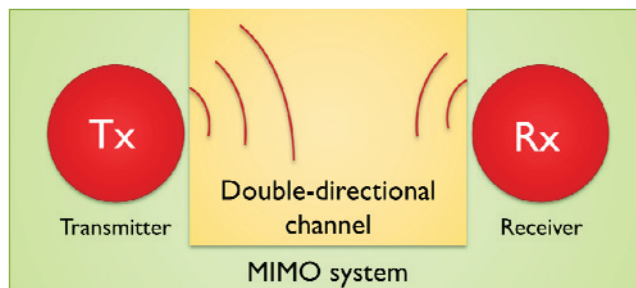 Tx
Rx
Double-directional
channel
Transmitter
Receiver
MIMO system